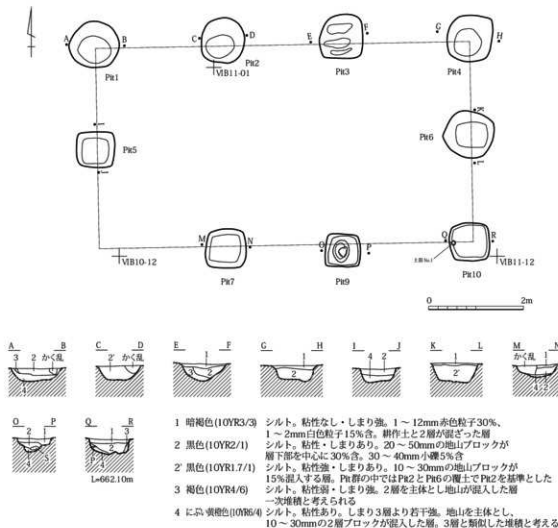 A B
Pit1
C D
Pit2
VIB11-01
E F
Pit3
G H
Pit4
I
J
Pit5
K
L
Pit6
VIB10-12
M N
Pit7
O P
Pit9
Q R
Pit10
VIB11-12
0 2m
A B
3 2 かく乱
4
C D
2' かく乱
E F
1
3 2
G H
1
I J
4 2
K L
1
2'
M N
かく乱 1
O P
2 1
Q R
1 3
L=662.10m
1 暗褐色(10YR3/3) シルト。粘性なし・しまり強。1～12mm赤色粒子30%、
1～2mm白色粒子15%含。耕作土と2層が混ざった層
2 黒色(10YR2/1) シルト。粘性・しまりあり。20～50mmの地山ブロックが
層下部を中心に30%含。30～40mm小礫5%含
2' 黒色(10YR1.7/1) シルト。粘性強・しまりあり。10～30mmの地山ブロックが
15%混入する層。Pit群の中ではPit2とPit6の覆土でPit2を基準とした
3 褐色(10YR4/6) シルト。粘性弱・しまり強。2層を主体とし地山が混入した層
一次堆積と考えられる
4 にぶい黄橙色(10YR6/4) シルト。粘性あり。しまり3層より若干強。地山を主体とし、
10～30mmの2層ブロックが混入した層。3層と類似した堆積と考える